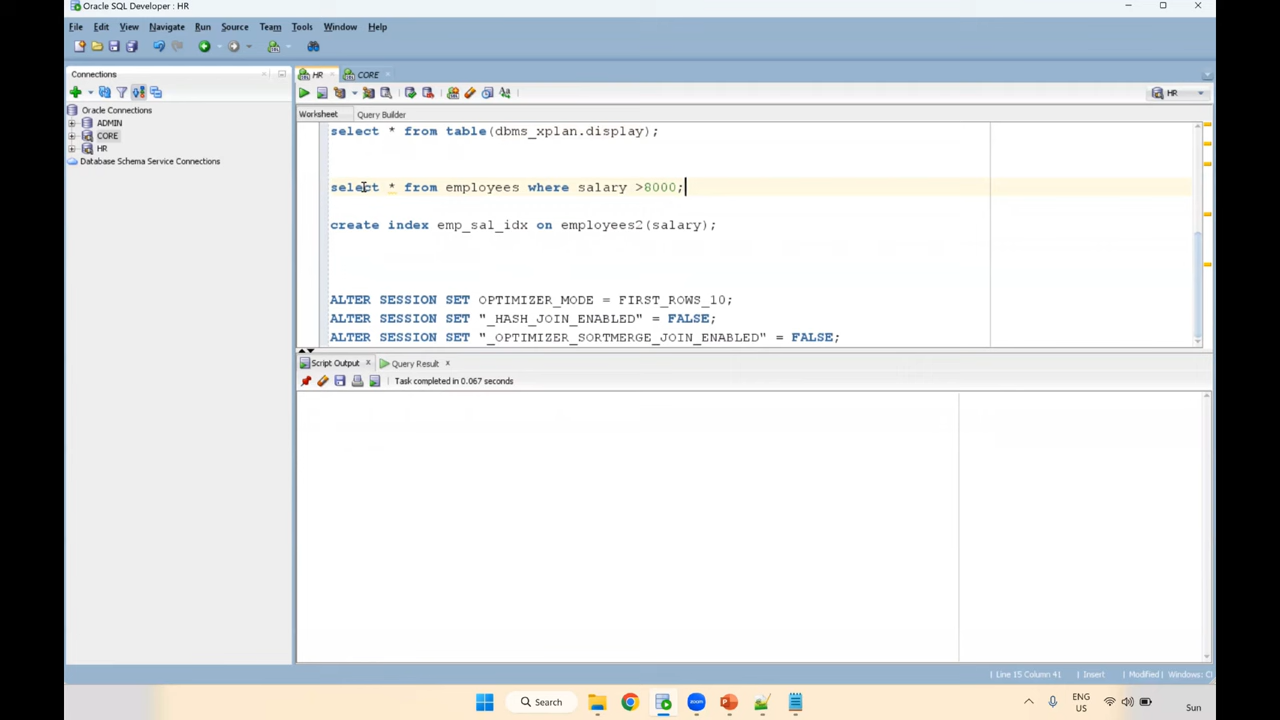 Oracle SQL Developer: HR
File Edit View Navigate Run Source Team Tools Window Help
Connections
Oracle Connections
ADMIN
CORE
HR
Database Schema Service Connections
HR CORE
HR
Worksheet Query Builder
select * from table(dbms_xplan.display);
select * from employees where salary >8000;
create index emp_sal_idx on employees2(salary);
ALTER SESSION SET OPTIMIZER_MODE = FIRST_ROWS_10;
ALTER SESSION SET "_HASH_JOIN_ENABLED" = FALSE;
ALTER SESSION SET "_OPTIMIZER_SORTMERGE_JOIN_ENABLED" = FALSE;
Script Output Query Result
Task completed in 0.067 seconds
Line 15 Column 41 Insert Modified Windows: C
Search
ENG
US
Sun